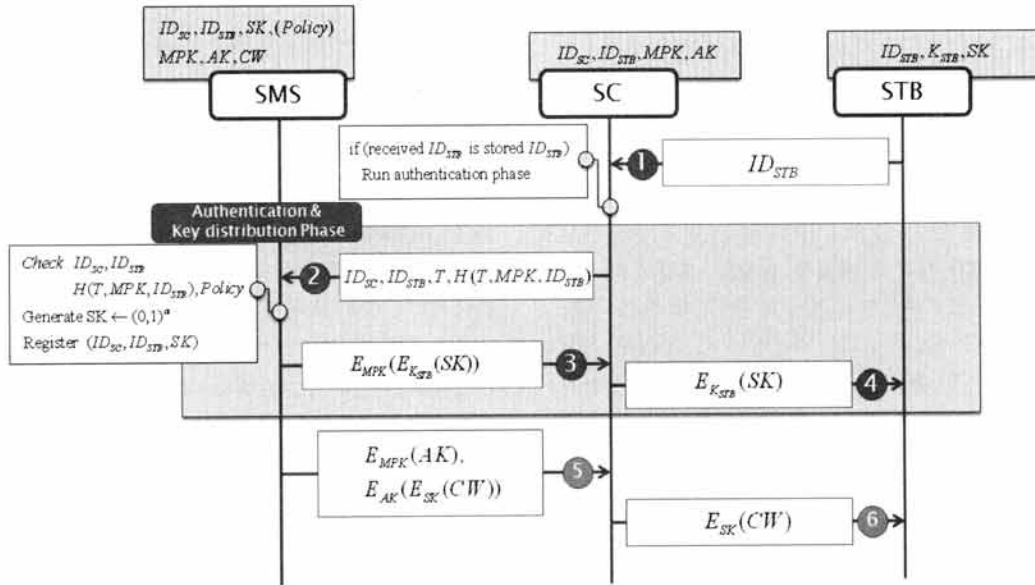 ID_SC, ID_STB, SK, (Policy)
MPK, AK, CW
ID_SC, ID_STB, MPK, AK
ID_STB, K_STB, SK
SMS
SC
STB
if (received ID_STB is stored ID_STB)
Run authentication phase
1
ID_STB
Authentication &
Key distribution Phase
Check ID_SC, ID_STB
H(T, MPK, ID_STB), Policy
Generate SK ← (0,1)^n
Register (ID_SC, ID_STB, SK)
2
ID_SC, ID_STB, T, H(T, MPK, ID_STB)
E_MPK(E_K_STB(SK))
3
E_K_STB(SK)
4
E_MPK(AK),
E_AK(E_SK(CW))
5
E_SK(CW)
6